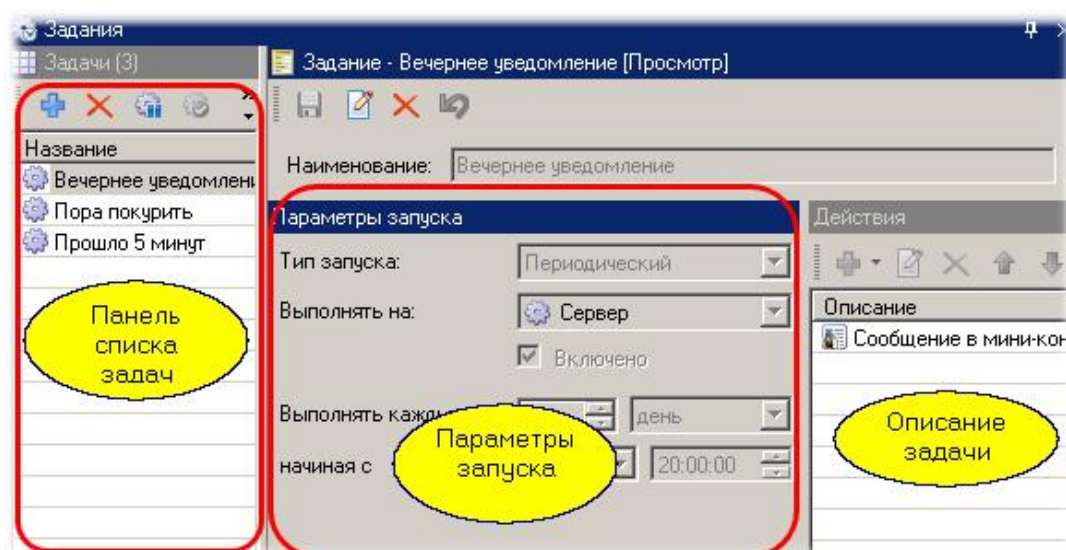 Задания
Задачи (3)
Задание - Вечернее уведомление [Просмотр]
Название
Вечернее уведомлен
Пора покурить
Прошло 5 минут
Панель
списка
задач
Наименование: Вечернее уведомление
Параметры запуска
Тип запуска: Периодический
Выполнять на: Сервер
Включено
Выполнять кажд
день
начиная с
20:00:00
Параметры
запуска
Действия
Описание
Сообщение в мини-кон
Описание
задачи